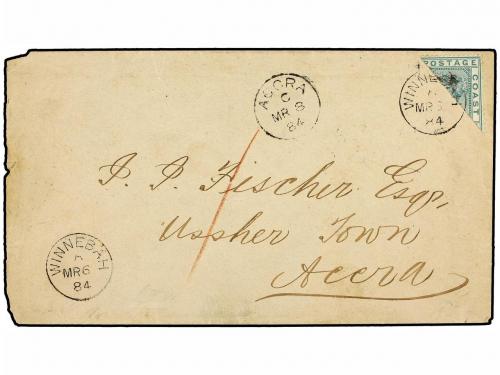 POSTAGE
COAST
ACCRA
C
MR 8
84
WINNEBAH
A
MR 6
84
J. P. Fischer Esqr,
Ussher Town
Accra
WINNEBAH
A
MR 6
84